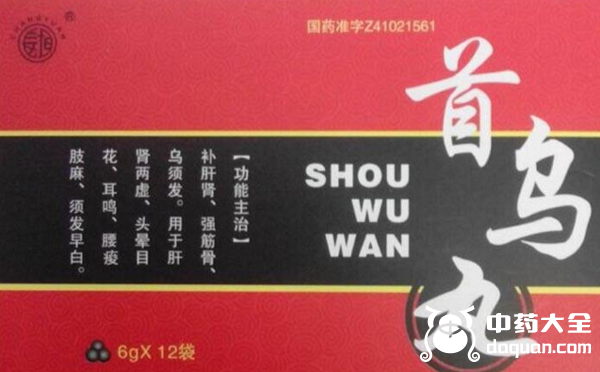 CHANGYUAN
®
国药准字Z41021561
首乌丸
SHOU
WU
WAN
【功能主治】
补肝肾、强筋骨、
乌须发。用于肝
肾两虚、头晕目
花、耳鸣、腰痠
肢麻、须发早白。
6gX 12袋
中药大全
daquan.com